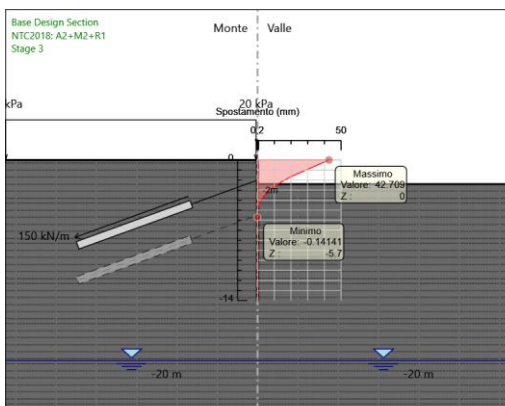 Base Design Section
NTC2018: A2+M2+R1
Stage 3
Monte
Valle
kPa
20 kPa
Spostamento (mm)
0.2
50
0
Massimo
Valore: 42.709
Z : 0
-2m
150 kN/m
Minimo
Valore: -0.14141
Z : -5.7
-14
-20 m
-20 m